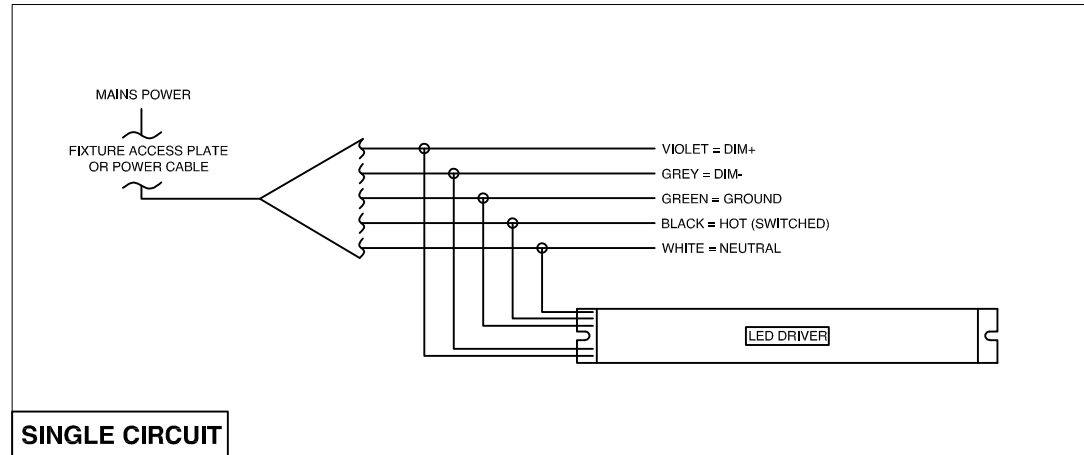 MAINS POWER
FIXTURE ACCESS PLATE
OR POWER CABLE
VIOLET = DIM+
GREY = DIM-
GREEN = GROUND
BLACK = HOT (SWITCHED)
WHITE = NEUTRAL
LED DRIVER
SINGLE CIRCUIT